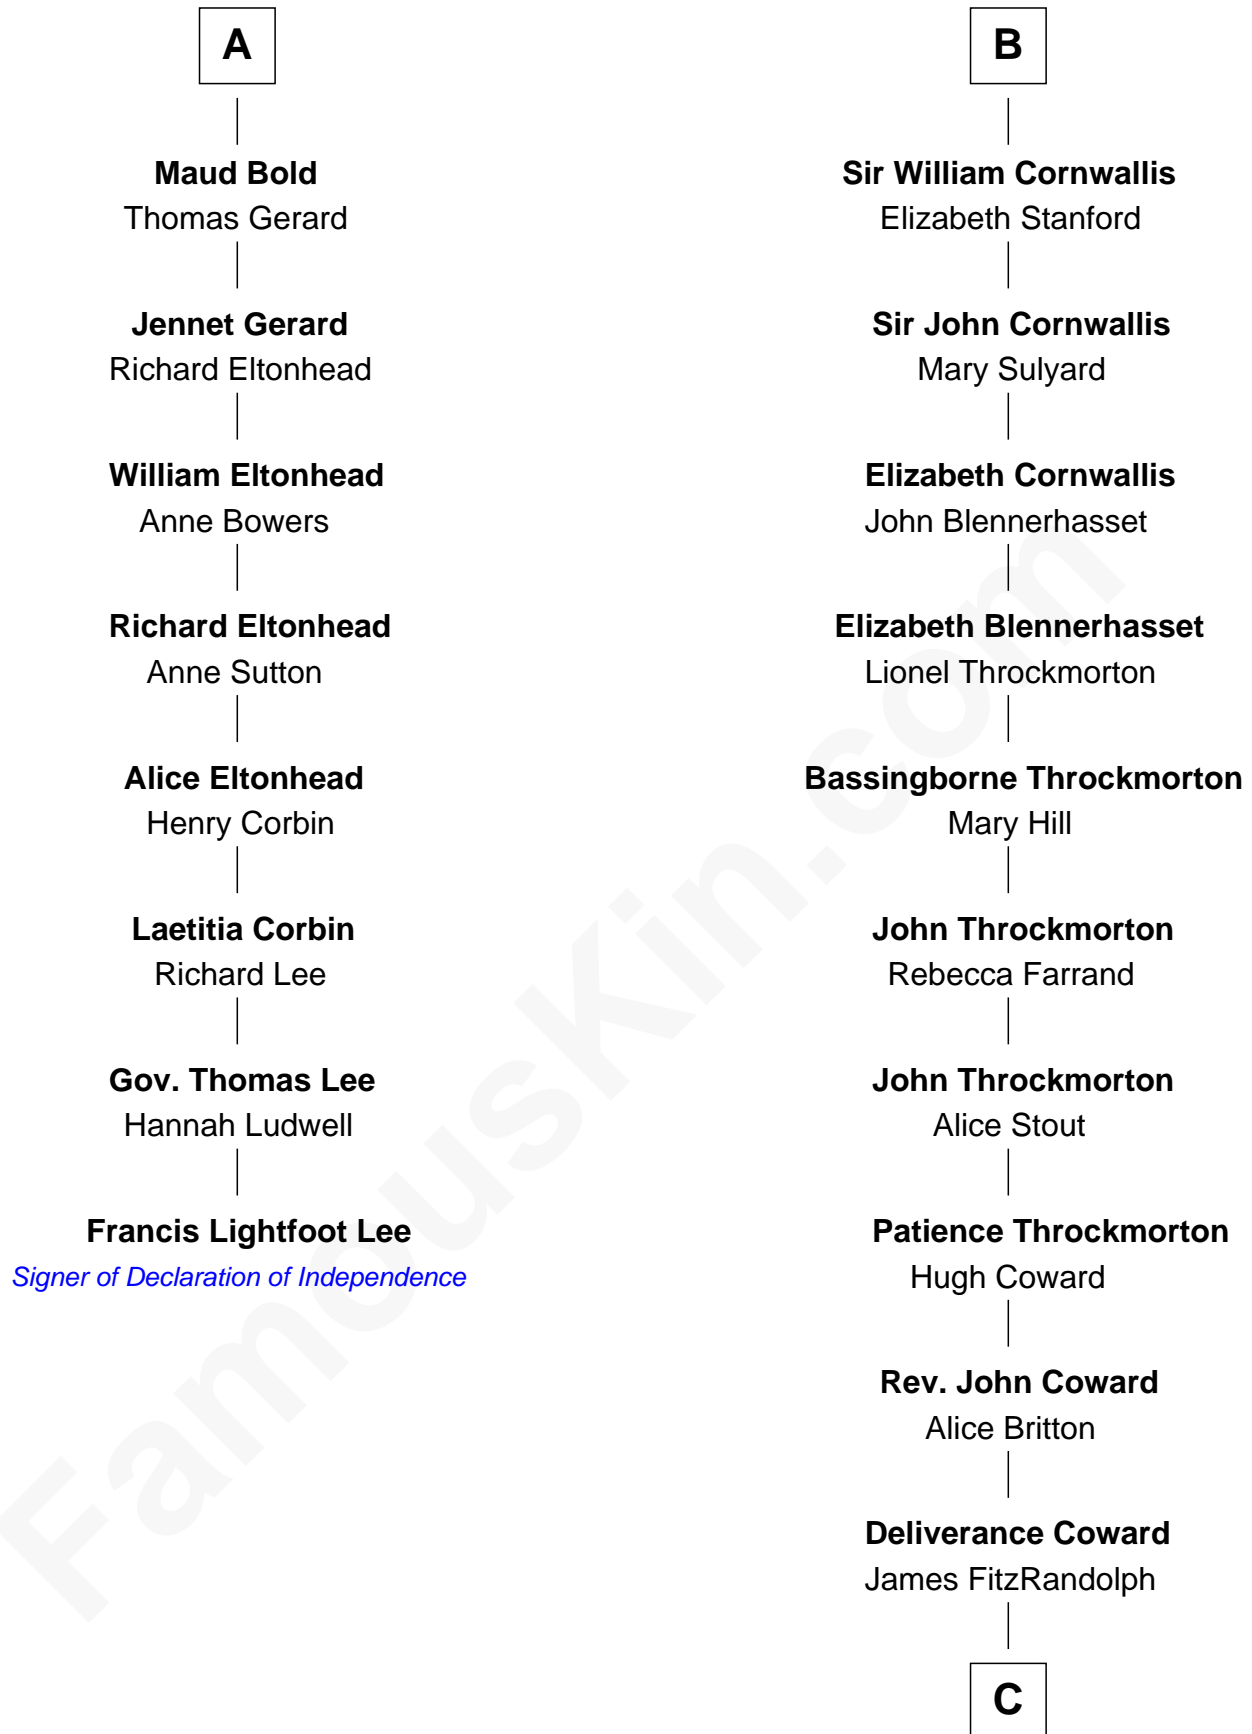 A
Maud Bold
Thomas Gerard
Jennet Gerard
Richard Eltonhead
William Eltonhead
Anne Bowers
Richard Eltonhead
Anne Sutton
Alice Eltonhead
Henry Corbin
Laetitia Corbin
Richard Lee
Gov. Thomas Lee
Hannah Ludwell
Francis Lightfoot Lee
Signer of Declaration of Independence
B
Sir William Cornwallis
Elizabeth Stanford
Sir John Cornwallis
Mary Sulyard
Elizabeth Cornwallis
John Blennerhasset
Elizabeth Blennerhasset
Lionel Throckmorton
Bassingborne Throckmorton
Mary Hill
John Throckmorton
Rebecca Farrand
John Throckmorton
Alice Stout
Patience Throckmorton
Hugh Coward
Rev. John Coward
Alice Britton
Deliverance Coward
James FitzRandolph
C
FamousKin.com